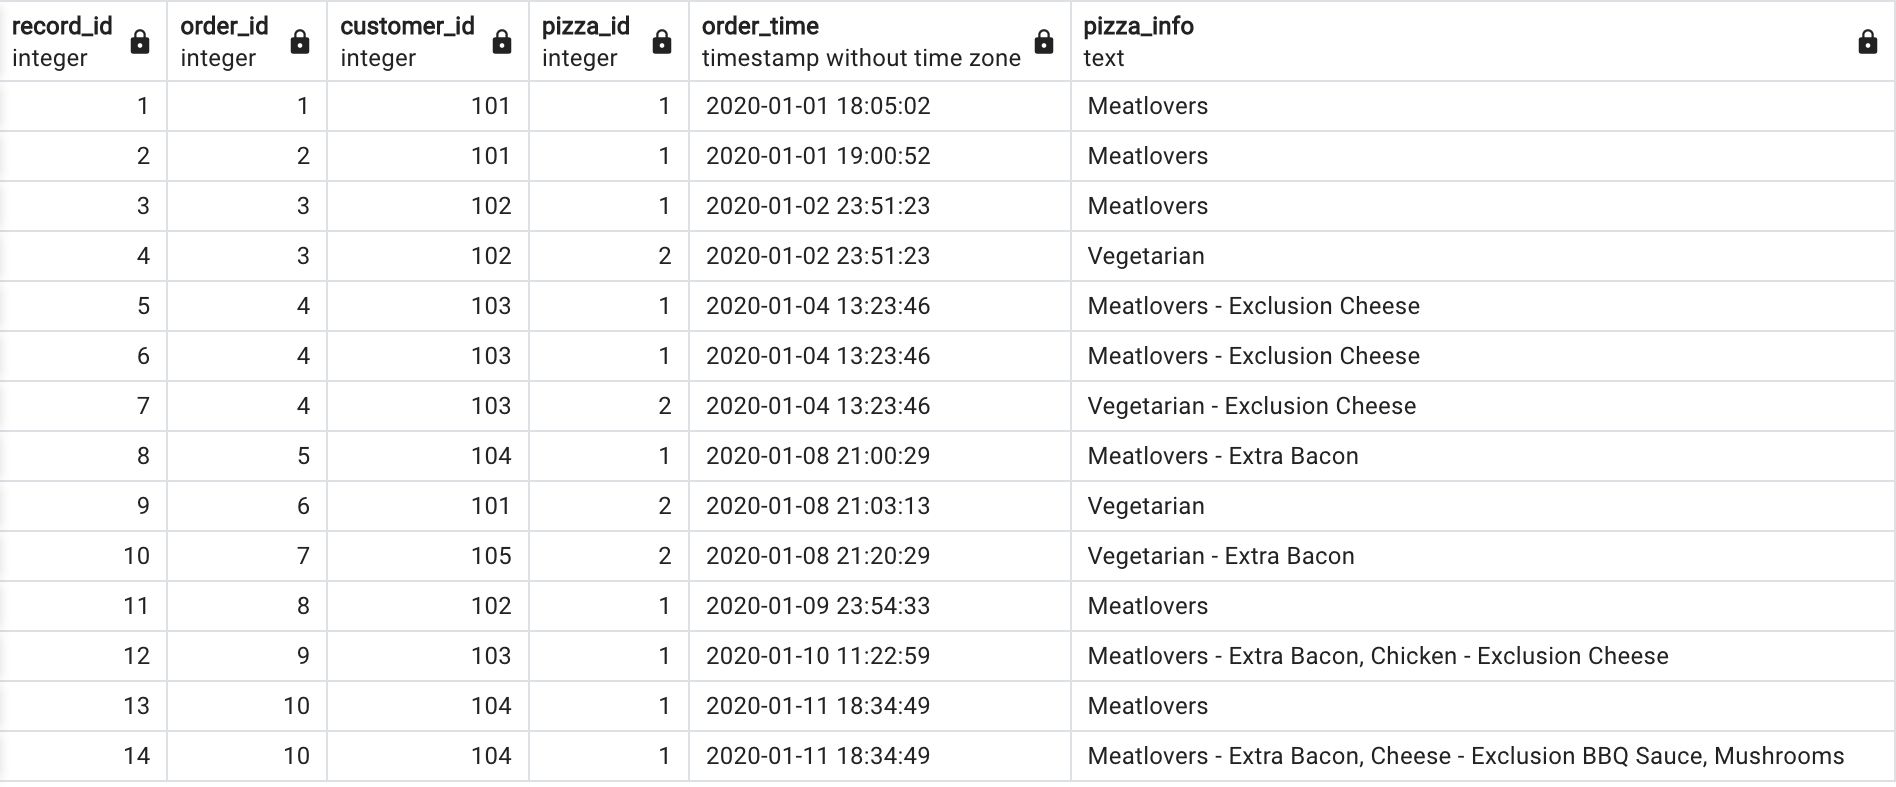 record_id order_id customer_id pizza_id order_time pizza_info
integer integer integer integer timestamp without time zone text
1 1 101 1 2020-01-01 18:05:02 Meatlovers
2 2 101 1 2020-01-01 19:00:52 Meatlovers
3 3 102 1 2020-01-02 23:51:23 Meatlovers
4 3 102 2 2020-01-02 23:51:23 Vegetarian
5 4 103 1 2020-01-04 13:23:46 Meatlovers - Exclusion Cheese
6 4 103 1 2020-01-04 13:23:46 Meatlovers - Exclusion Cheese
7 4 103 2 2020-01-04 13:23:46 Vegetarian - Exclusion Cheese
8 5 104 1 2020-01-08 21:00:29 Meatlovers - Extra Bacon
9 6 101 2 2020-01-08 21:03:13 Vegetarian
10 7 105 2 2020-01-08 21:20:29 Vegetarian - Extra Bacon
11 8 102 1 2020-01-09 23:54:33 Meatlovers
12 9 103 1 2020-01-10 11:22:59 Meatlovers - Extra Bacon, Chicken - Exclusion Cheese
13 10 104 1 2020-01-11 18:34:49 Meatlovers
14 10 104 1 2020-01-11 18:34:49 Meatlovers - Extra Bacon, Cheese - Exclusion BBQ Sauce, Mushrooms